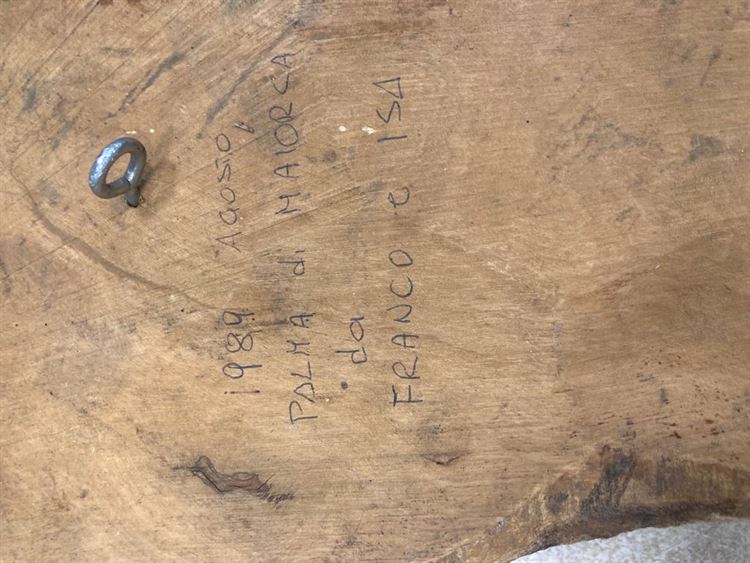 1989 AGOSTO,
PALMA di MAIORCA
da
FRANCO e ISA